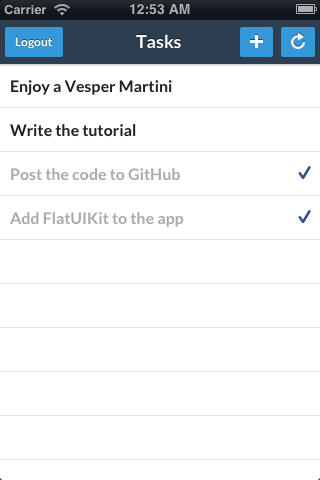 Carrier 12:53 AM
Logout Tasks
Enjoy a Vesper Martini
Write the tutorial
Post the code to GitHub
Add FlatUIKit to the app